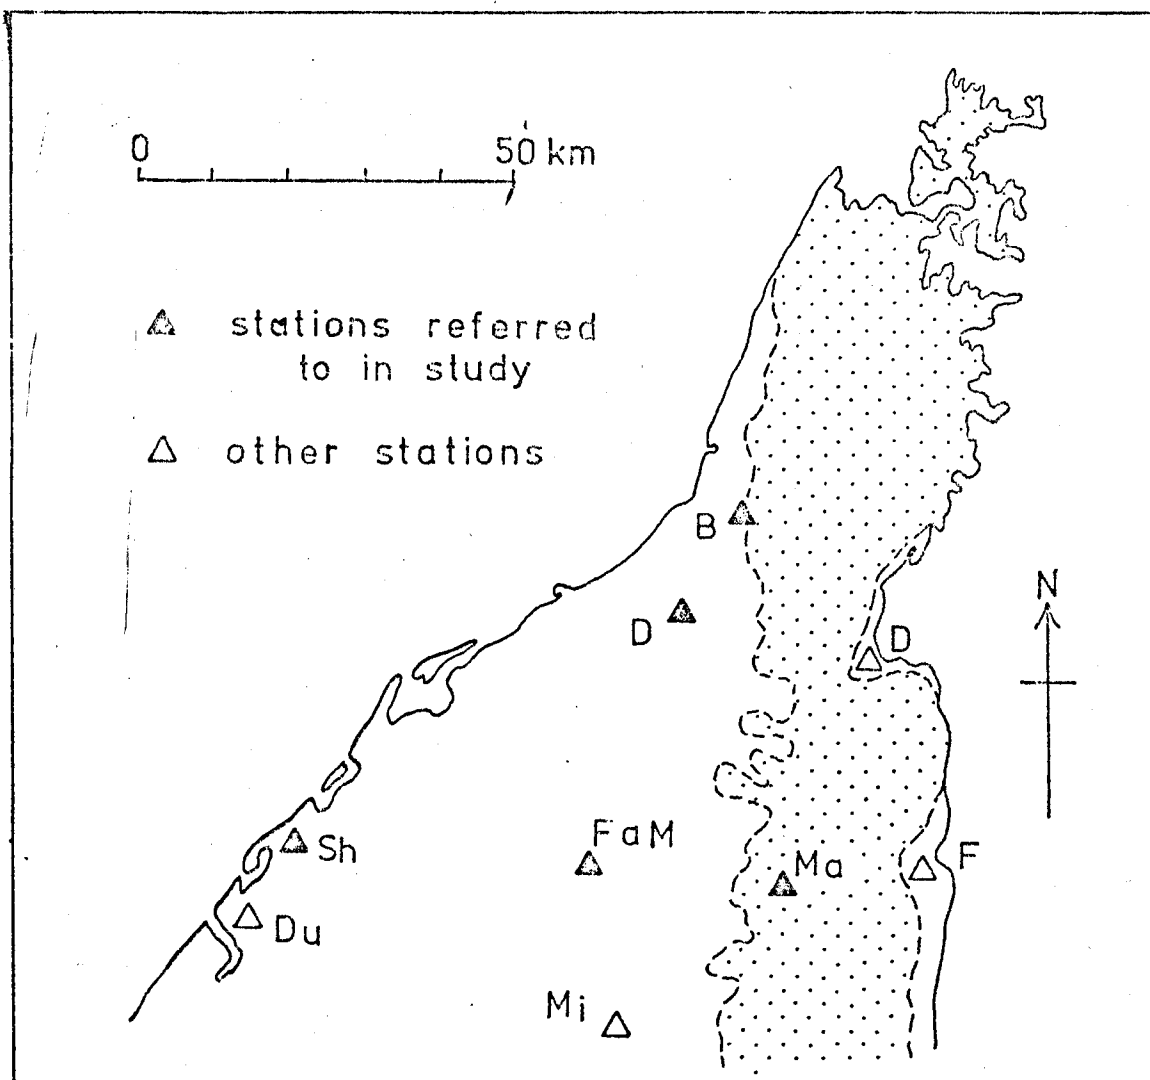 0 50 km
stations referred
to in study
other stations
B
N
D
D
FaM
Sh
Ma
F
Du
Mi